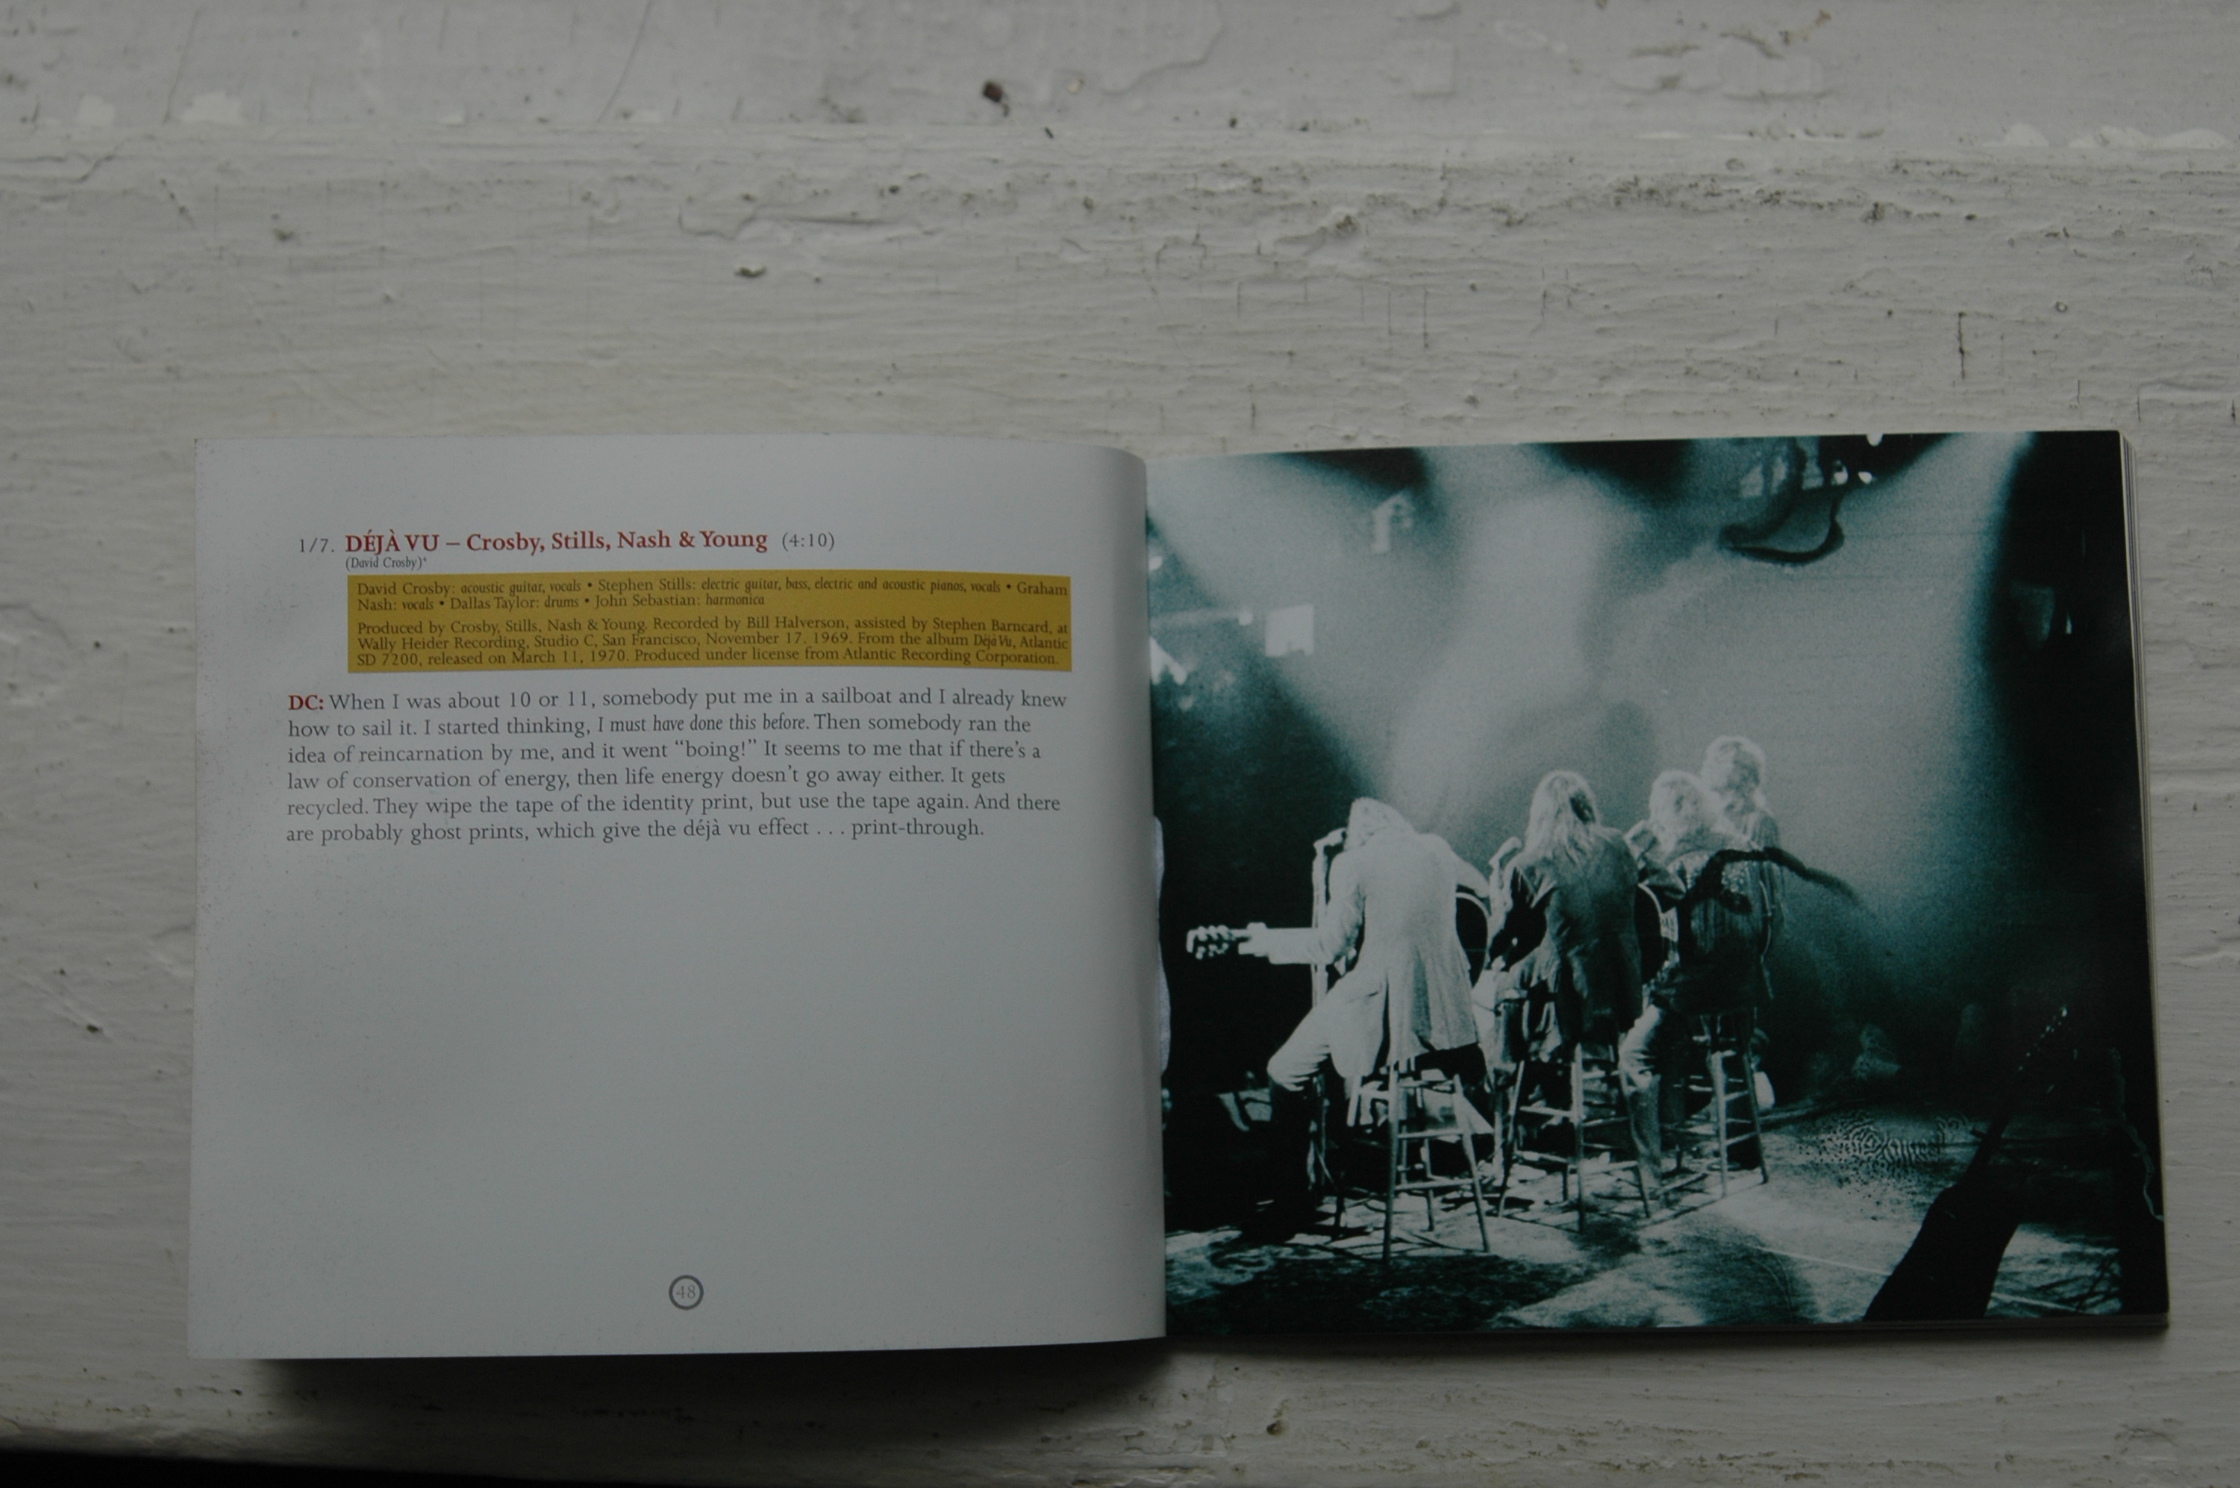 1/7. DÉJÀ VU – Crosby, Stills, Nash & Young (4:10)
(David Crosby)*
David Crosby: acoustic guitar, vocals • Stephen Stills: electric guitar, bass, electric and acoustic pianos, vocals • Graham
Nash: vocals • Dallas Taylor: drums • John Sebastian: harmonica
Produced by Crosby, Stills, Nash & Young. Recorded by Bill Halverson, assisted by Stephen Barncard, at
Wally Heider Recording, Studio C, San Francisco, November 17, 1969. From the album Déjà Vu, Atlantic
SD 7200, released on March 11, 1970. Produced under license from Atlantic Recording Corporation.
DC: When I was about 10 or 11, somebody put me in a sailboat and I already knew
how to sail it. I started thinking, I must have done this before. Then somebody ran the
idea of reincarnation by me, and it went “boing!” It seems to me that if there’s a
law of conservation of energy, then life energy doesn’t go away either. It gets
recycled. They wipe the tape of the identity print, but use the tape again. And there
are probably ghost prints, which give the déjà vu effect . . . print-through.
48